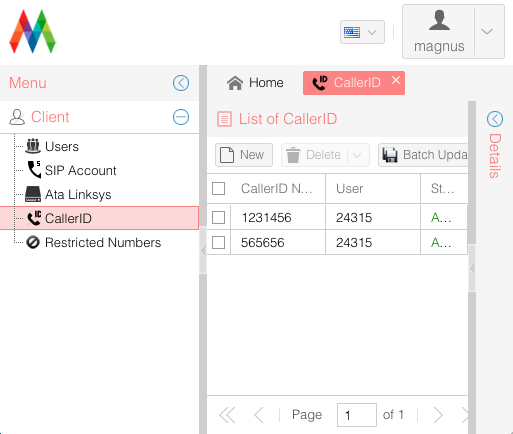 magnus
Menu
Home
CallerID
Client
List of CallerID
Users
New
Delete
Batch Upda
SIP Account
Ata Linksys
CallerID N...
User
St...
CallerID
1231456
24315
A...
Restricted Numbers
565656
24315
A...
Details
Page
1
of 1